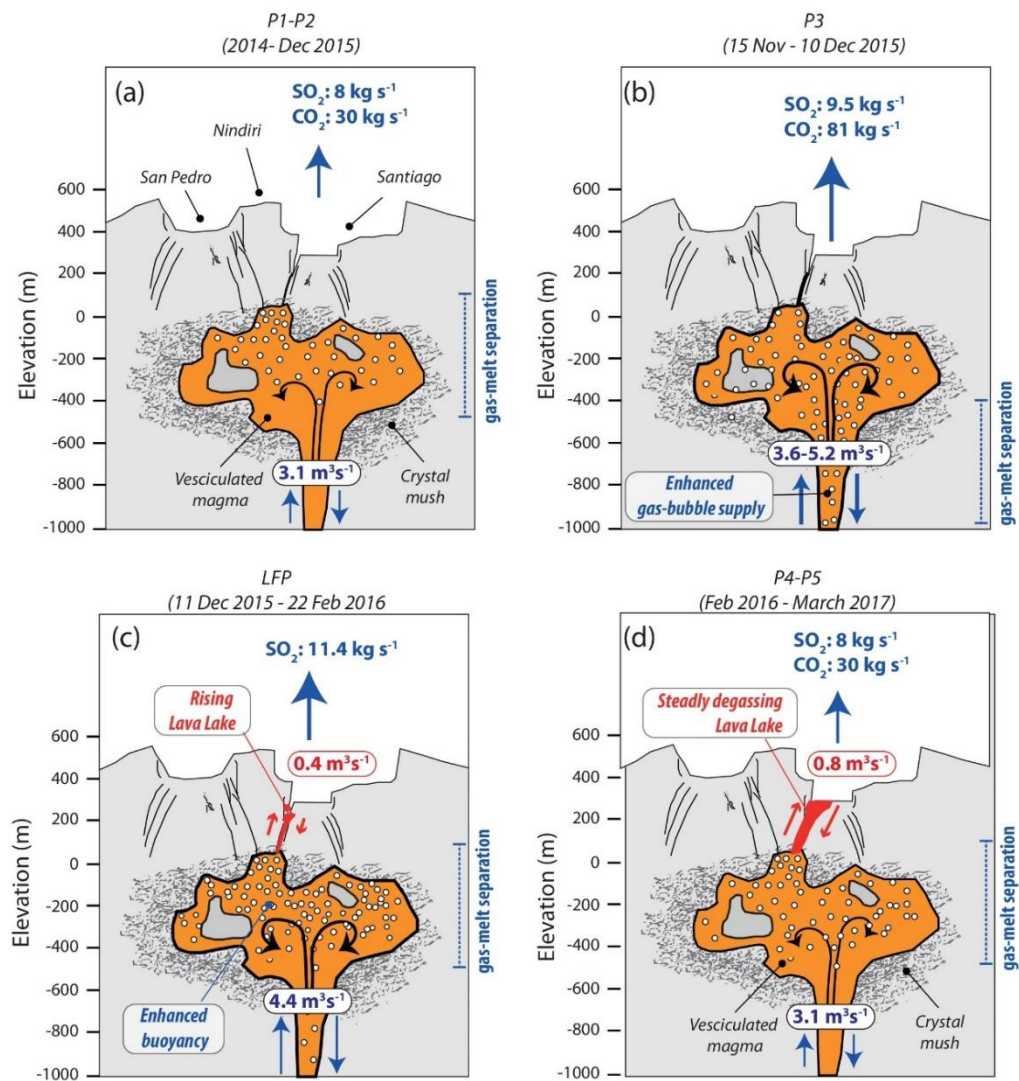 P1-P2
(2014- Dec 2015)
(a)
SO₂: 8 kg s⁻¹
CO₂: 30 kg s⁻¹
Nindiri
San Pedro
Santiago
600
400
200
0
-200
-400
-600
-800
-1000
Elevation (m)
gas-melt separation
Vesciculated
magma
3.1 m³s⁻¹
Crystal
mush
P3
(15 Nov - 10 Dec 2015)
(b)
SO₂: 9.5 kg s⁻¹
CO₂: 81 kg s⁻¹
600
400
200
0
-200
-400
-600
-800
-1000
Elevation (m)
3.6-5.2 m³s⁻¹
Enhanced
gas-bubble supply
gas-melt separation
LFP
(11 Dec 2015 - 22 Feb 2016
(c)
SO₂: 11.4 kg s⁻¹
Rising
Lava Lake
0.4 m³s⁻¹
600
400
200
0
-200
-400
-600
-800
-1000
Elevation (m)
gas-melt separation
4.4 m³s⁻¹
Enhanced
buoyancy
P4-P5
(Feb 2016 - March 2017)
(d)
SO₂: 8 kg s⁻¹
CO₂: 30 kg s⁻¹
Steadly degassing
Lava Lake
0.8 m³s⁻¹
600
400
200
0
-200
-400
-600
-800
-1000
Elevation (m)
gas-melt separation
Vesciculated
magma
3.1 m³s⁻¹
Crystal
mush